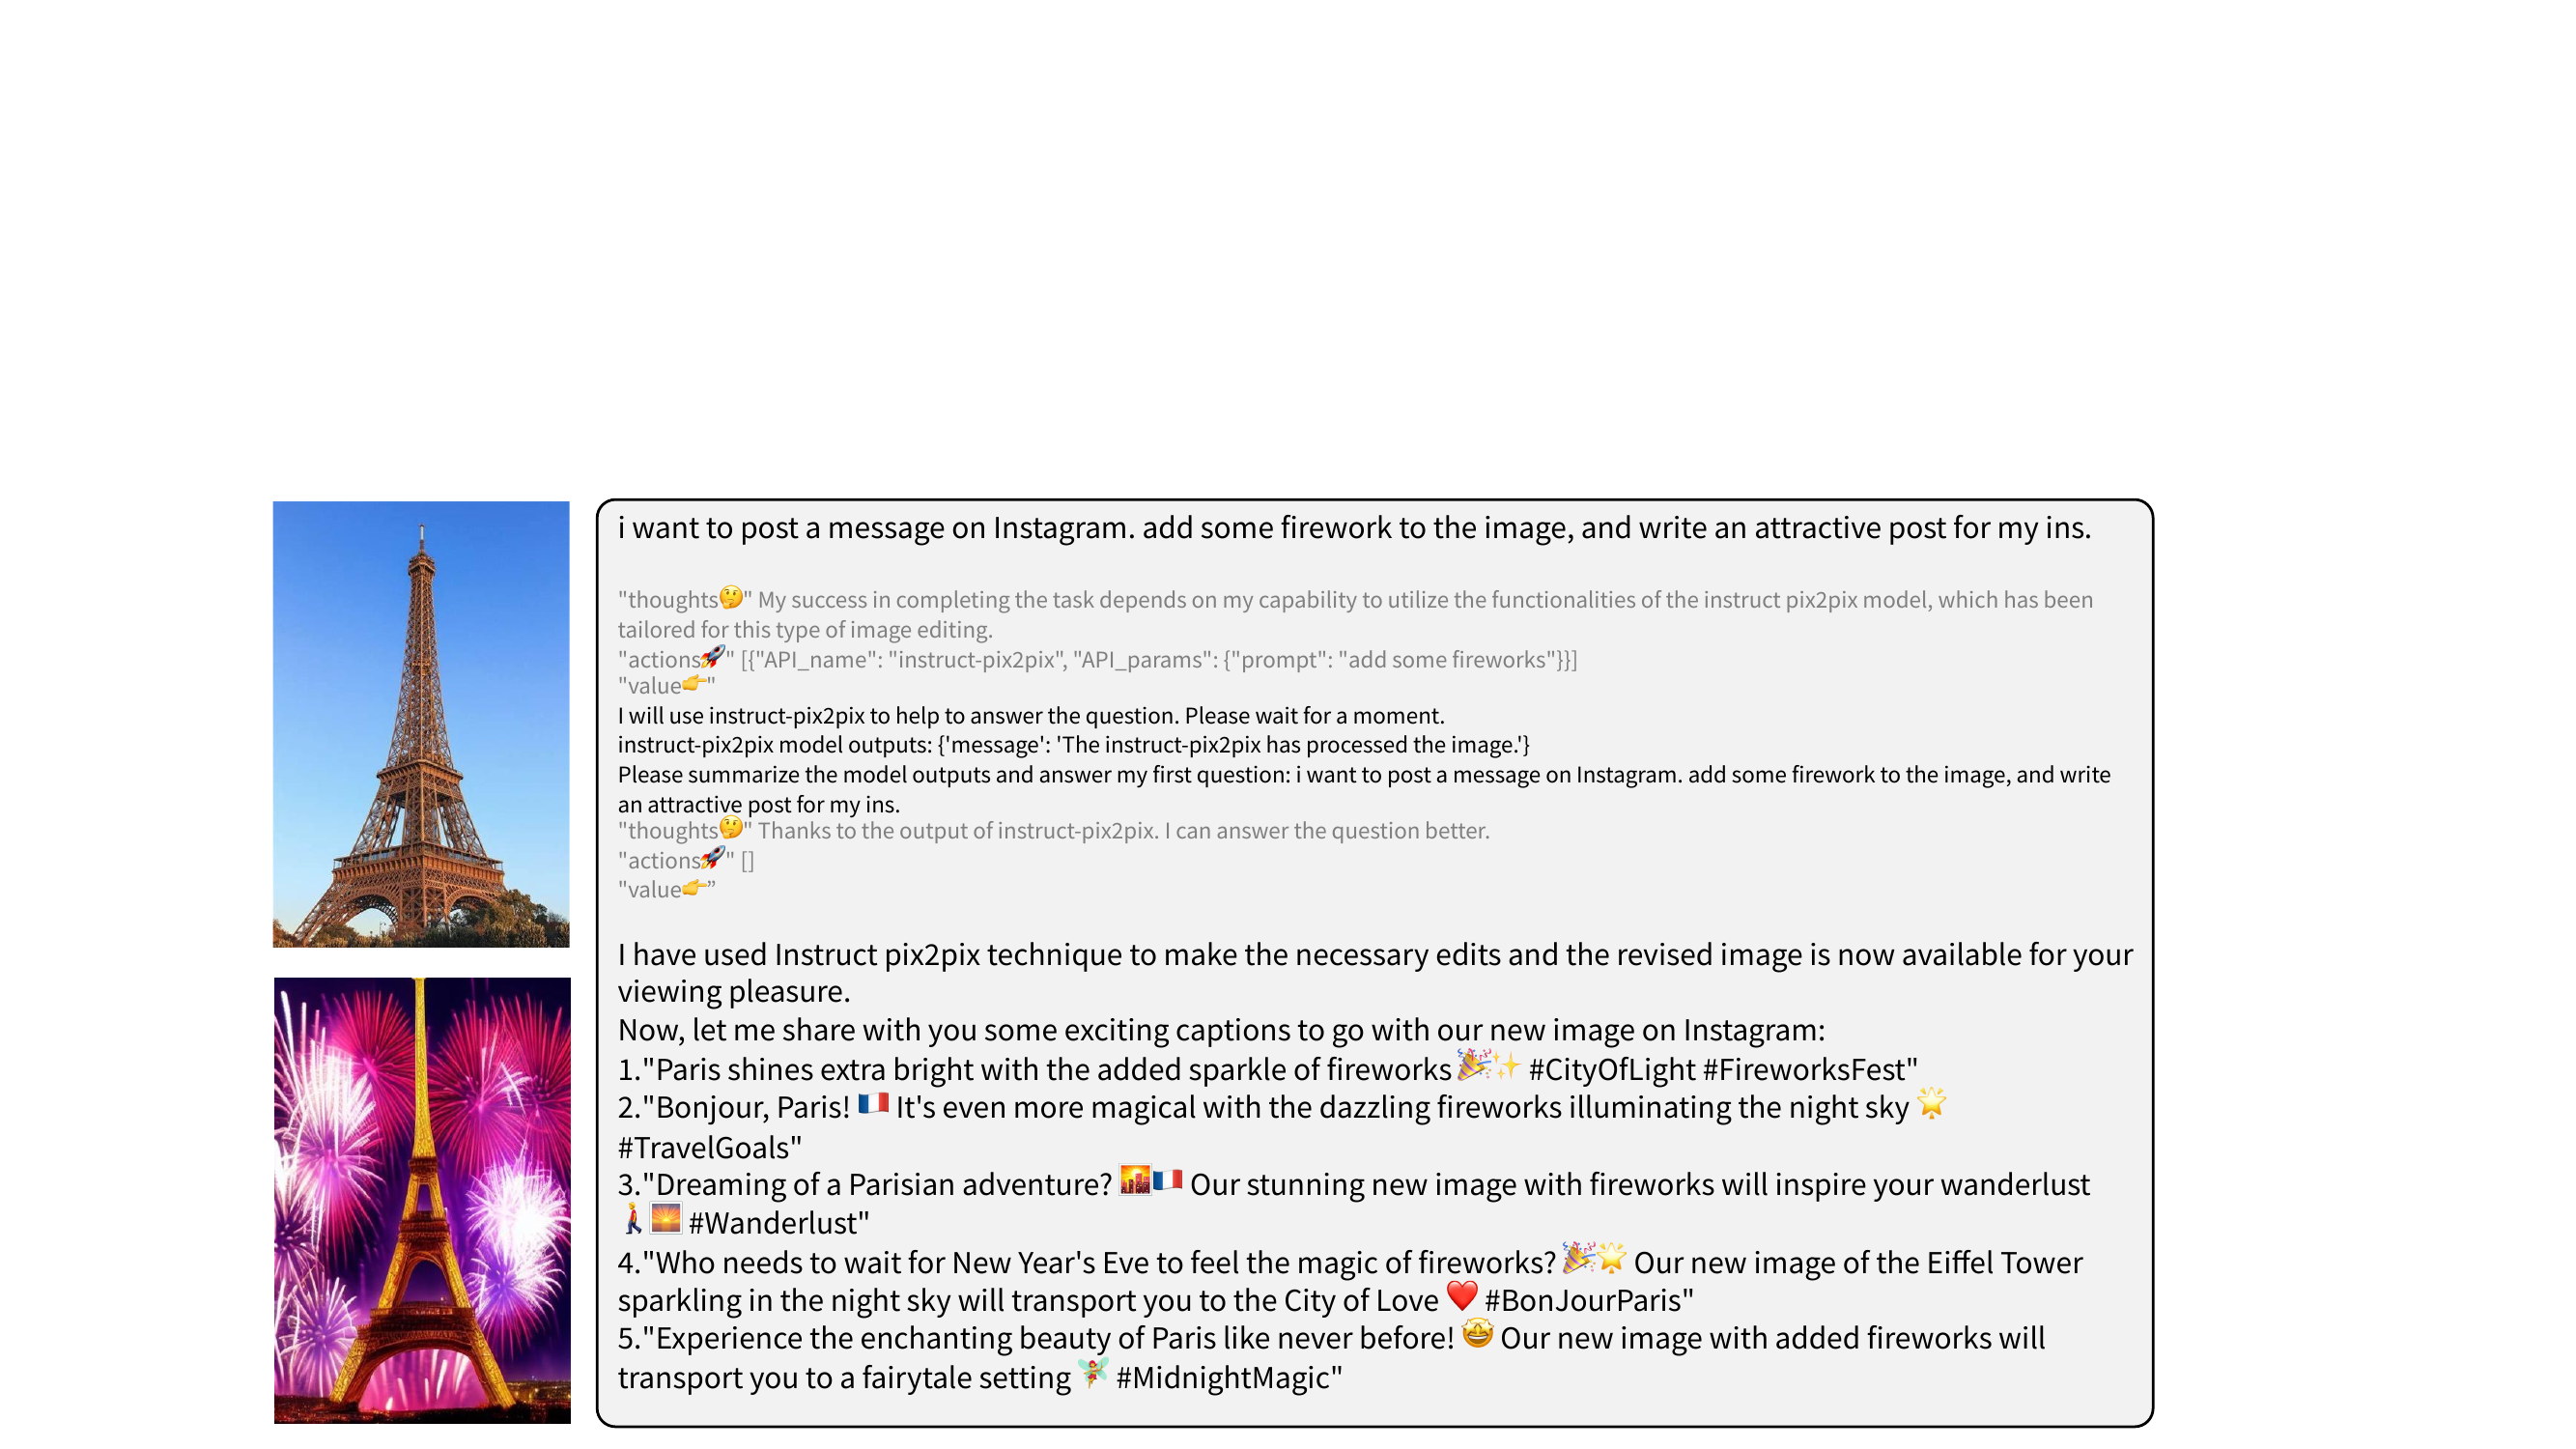 i want to post a message on Instagram. add some firework to the image, and write an attractive post for my ins.
"thoughts🤔" My success in completing the task depends on my capability to utilize the functionalities of the instruct pix2pix model, which has been
tailored for this type of image editing.
"actions🚀" [{"API_name": "instruct-pix2pix", "API_params": {"prompt": "add some fireworks"}}]
"value👉"
I will use instruct-pix2pix to help to answer the question. Please wait for a moment.
instruct-pix2pix model outputs: {'message': 'The instruct-pix2pix has processed the image.'}
Please summarize the model outputs and answer my first question: i want to post a message on Instagram. add some firework to the image, and write
an attractive post for my ins.
"thoughts🤔" Thanks to the output of instruct-pix2pix. I can answer the question better.
"actions🚀" []
"value👉”
I have used Instruct pix2pix technique to make the necessary edits and the revised image is now available for your
viewing pleasure.
Now, let me share with you some exciting captions to go with our new image on Instagram:
1."Paris shines extra bright with the added sparkle of fireworks🎉✨ #CityOfLight #FireworksFest"
2."Bonjour, Paris! 🇫🇷 It's even more magical with the dazzling fireworks illuminating the night sky 🌟
#TravelGoals"
3."Dreaming of a Parisian adventure? 🌇🇫🇷 Our stunning new image with fireworks will inspire your wanderlust
🚶🌅 #Wanderlust"
4."Who needs to wait for New Year's Eve to feel the magic of fireworks?🎉🌟 Our new image of the Eiffel Tower
sparkling in the night sky will transport you to the City of Love ❤️ #BonJourParis"
5."Experience the enchanting beauty of Paris like never before! 🤩 Our new image with added fireworks will
transport you to a fairytale setting 🧚 #MidnightMagic"